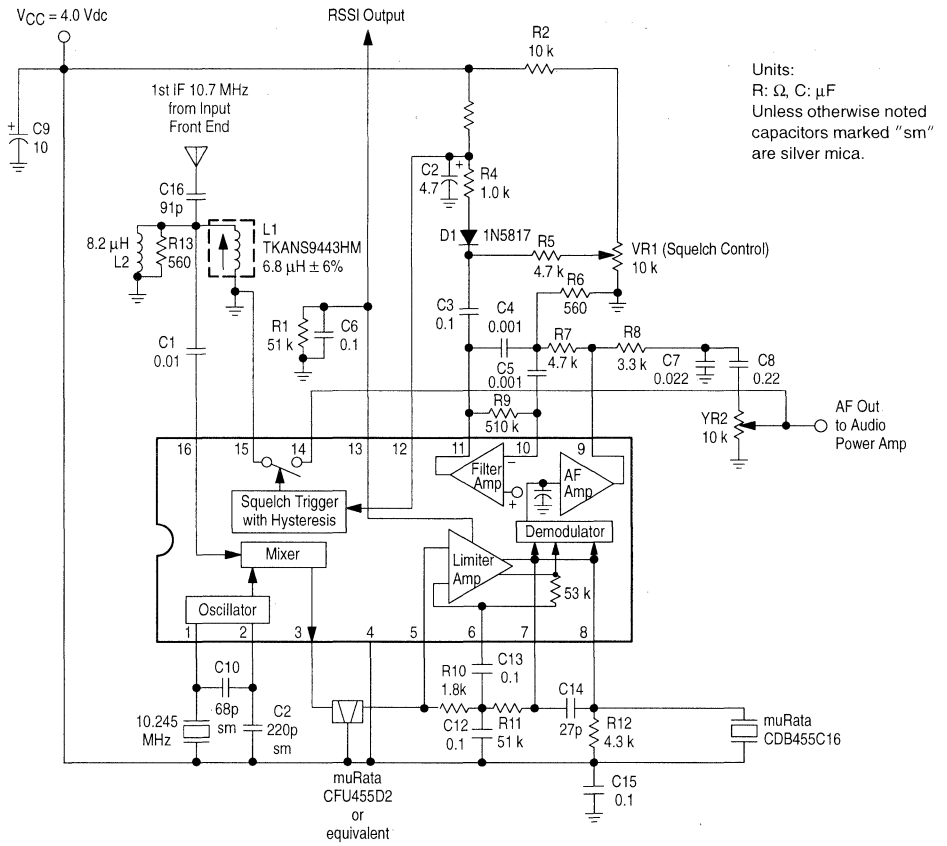 VCC = 4.0 Vdc
RSSI Output
R2
10 k
Units:
R: Ω, C: µF
Unless otherwise noted
capacitors marked "sm"
are silver mica.
1st IF 10.7 MHz
from Input
Front End
+
C9
10
C16
91p
C2
4.7
+
R4
1.0 k
D1
1N5817
8.2 µH
L2
R13
560
L1
TKANS9443HM
6.8 µH ± 6%
R5
4.7 k
VR1 (Squelch Control)
10 k
R6
560
C3
0.1
C4
0.001
R1
51 k
C6
0.1
C1
0.01
R7
4.7 k
R8
3.3 k
C5
0.001
C7
0.022
C8
0.22
R9
510 k
YR2
10 k
AF Out
to Audio
Power Amp
16
15
14
13
12
11
10
9
Filter
Amp
–
+
AF
Amp
Squelch Trigger
with Hysteresis
Demodulator
Mixer
Limiter
Amp
53 k
Oscillator
1
2
3
4
5
6
7
8
C10
68p
sm
C13
0.1
R10
1.8k
C14
27p
10.245
MHz
C2
220p
sm
C12
0.1
R11
51 k
R12
4.3 k
muRata
CDB455C16
muRata
CFU455D2
or
equivalent
C15
0.1